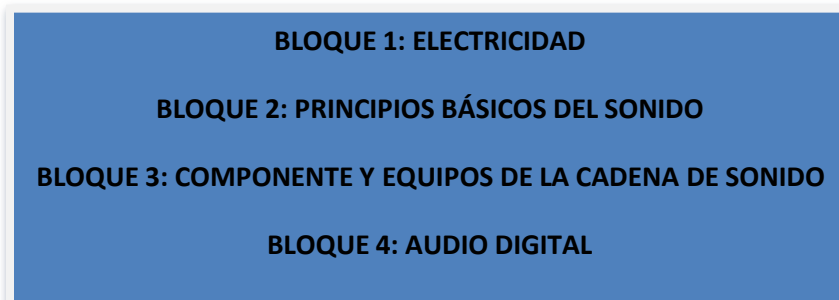 BLOQUE 1: ELECTRICIDAD
BLOQUE 2: PRINCIPIOS BÁSICOS DEL SONIDO
BLOQUE 3: COMPONENTE Y EQUIPOS DE LA CADENA DE SONIDO
BLOQUE 4: AUDIO DIGITAL